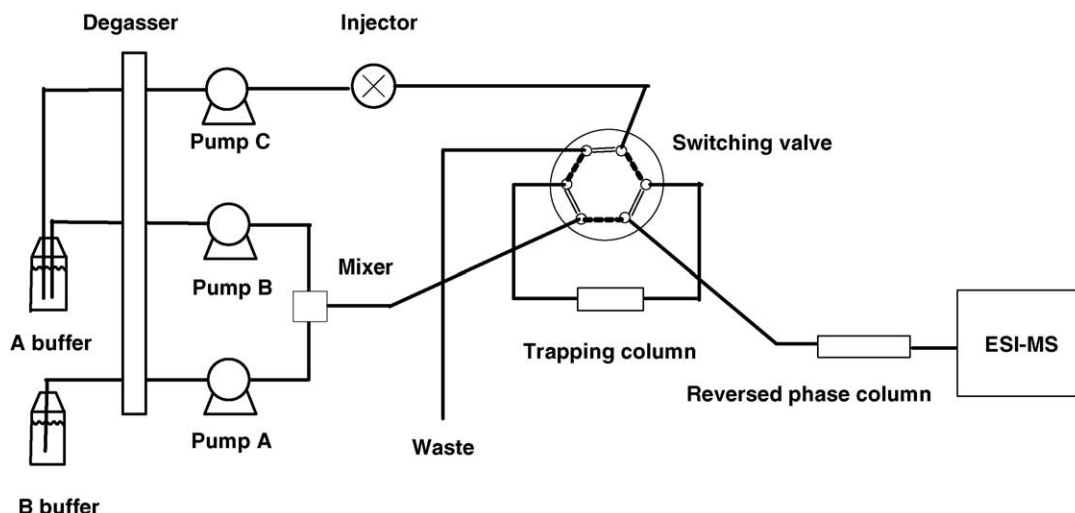 Degasser
Injector
Pump C
Switching valve
Pump B
Mixer
A buffer
Trapping column
ESI-MS
Reversed phase column
Pump A
Waste
B buffer